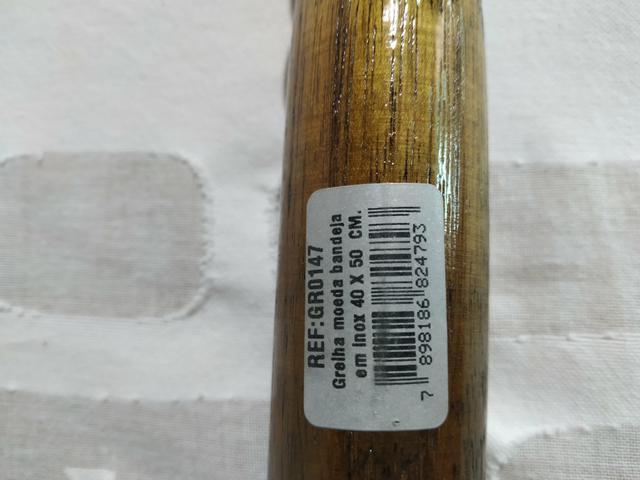 REF:GR0147
Grelha moeda bandeja
em inox 40 X 50 CM.
7 898186 824793